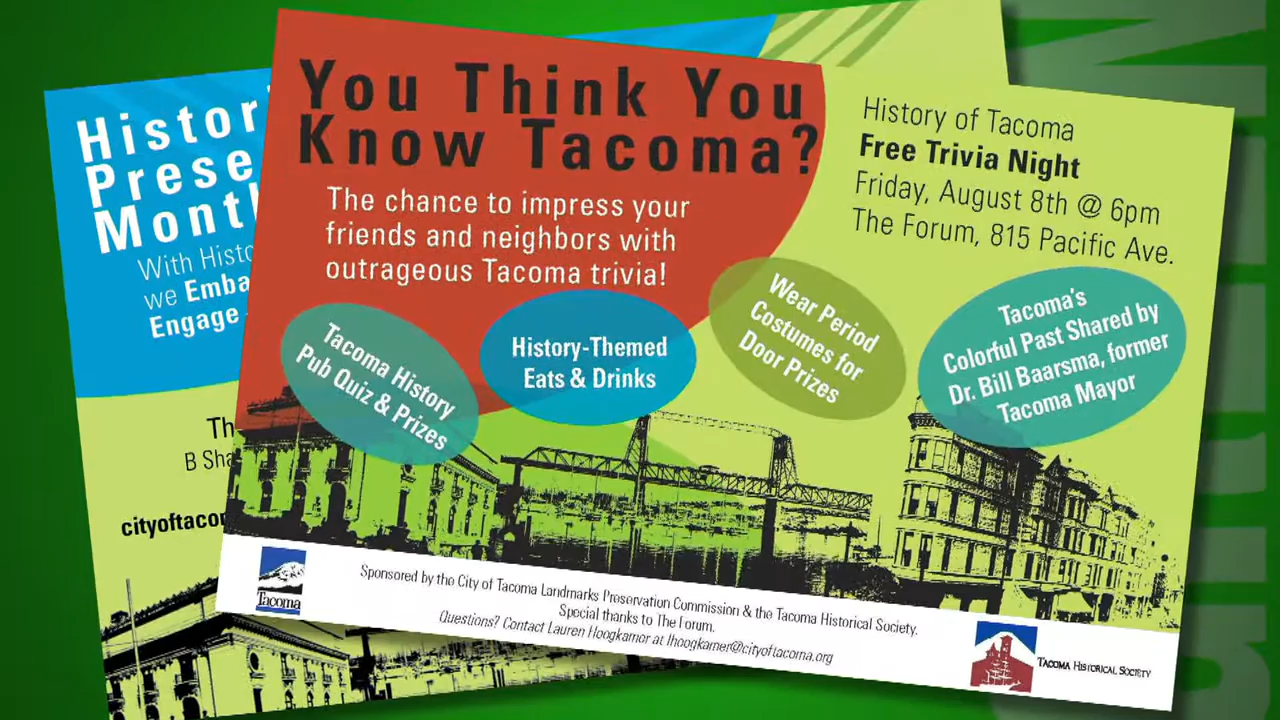 You Think You
Know Tacoma?
The chance to impress your
friends and neighbors with
outrageous Tacoma trivia!
History of Tacoma
Free Trivia Night
Friday, August 8th @ 6pm
The Forum, 815 Pacific Ave.
Tacoma History
Pub Quiz & Prizes
History-Themed
Eats & Drinks
Wear Period
Costumes for
Door Prizes
Tacoma's
Colorful Past Shared by
Dr. Bill Baarsma, former
Tacoma Mayor
Tacoma
Sponsored by the City of Tacoma Landmarks Preservation Commission & the Tacoma Historical Society.
Special thanks to The Forum.
Questions? Contact Lauren Hoogkamer at lhoogkamer@cityoftacoma.org
TACOMA HISTORICAL SOCIETY
Histor
Prese
Mont
With Histo
we Emba
Engage
Th
B Sha
cityoftacor